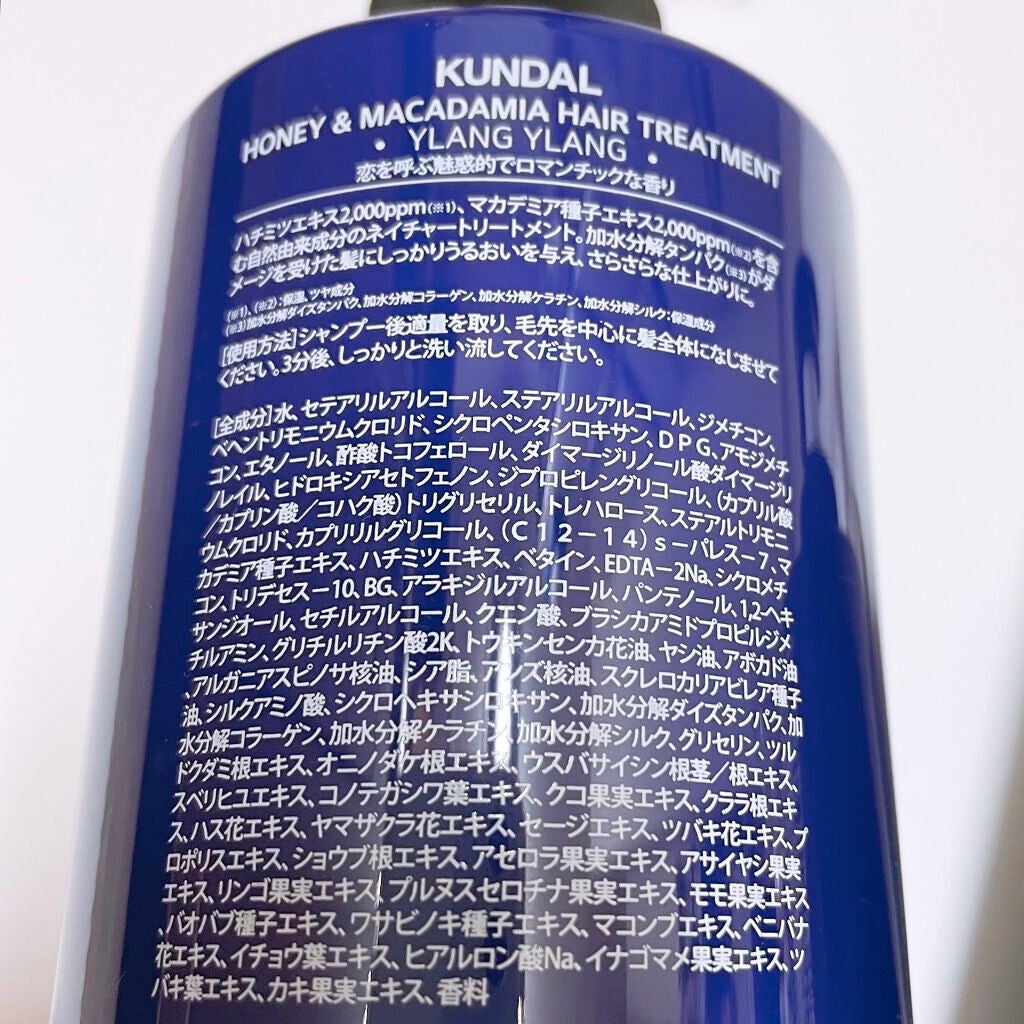 KUNDAL
HONEY & MACADAMIA HAIR TREATMENT
・ YLANG YLANG ・
恋を呼ぶ魅惑的でロマンチックな香り
ハチミツエキス2,000ppm(※1)、マカデミア種子エキス2,000ppm(※2)を含
む自然由来成分のネイチャートリートメント。加水分解タンパク(※3)がダ
メージを受けた髪にしっかりうるおいを与え、さらさらな仕上がりに。
(※1)、(※2):保湿、ツヤ成分
(※3)加水分解ダイズタンパク、加水分解コラーゲン、加水分解ケラチン、加水分解シルク:保湿成分
[使用方法]シャンプー後適量を取り、毛先を中心に髪全体になじませて
ください。3分後、しっかりと洗い流してください。
[全成分]水、セテアリルアルコール、ステアリルアルコール、ジメチコン、
ベヘントリモニウムクロリド、シクロペンタシロキサン、DPG、アモジメチ
コン、エタノール、酢酸トコフェロール、ダイマージリノール酸ダイマージリ
ノレイル、ヒドロキシアセトフェノン、ジプロピレングリコール、(カプリル酸
/カプリン酸/コハク酸)トリグリセリル、トレハロース、ステアルトリモニ
ウムクロリド、カプリリルグリコール、(C12-14)s-パレス-7、マ
カデミア種子エキス、ハチミツエキス、ベタイン、EDTA-2Na、シクロメチ
コン、トリデセス-10、BG、アラキジルアルコール、パンテノール、1,2ヘキ
サンジオール、セチルアルコール、クエン酸、ブラシカアミドプロピルジメ
チルアミン、グリチルリチン酸2K、トウキンセンカ花油、ヤシ油、アボカド油
、アルガニアスピノサ核油、シア脂、アンズ核油、スクレロカリアビレア種子
油、シルクアミノ酸、シクロヘキサシロキサン、加水分解ダイズタンパク、加
水分解コラーゲン、加水分解ケラチン、加水分解シルク、グリセリン、ツル
ドクダミ根エキス、オニノダケ根エキス、ウスバサイシン根茎/根エキス、
スベリヒユエキス、コノテガシワ葉エキス、クコ果実エキス、クララ根エキ
ス、ハス花エキス、ヤマザクラ花エキス、セージエキス、ツバキ花エキス、プ
ロポリスエキス、ショウブ根エキス、アセロラ果実エキス、アサイヤシ果実
エキス、リンゴ果実エキス、プルヌスセロチナ果実エキス、モモ果実エキス
、バオバブ種子エキス、ワサビノキ種子エキス、マコンブエキス、ベニバナ
花エキス、イチョウ葉エキス、ヒアルロン酸Na、イナゴマメ果実エキス、ツ
バキ葉エキス、カキ果実エキス、香料